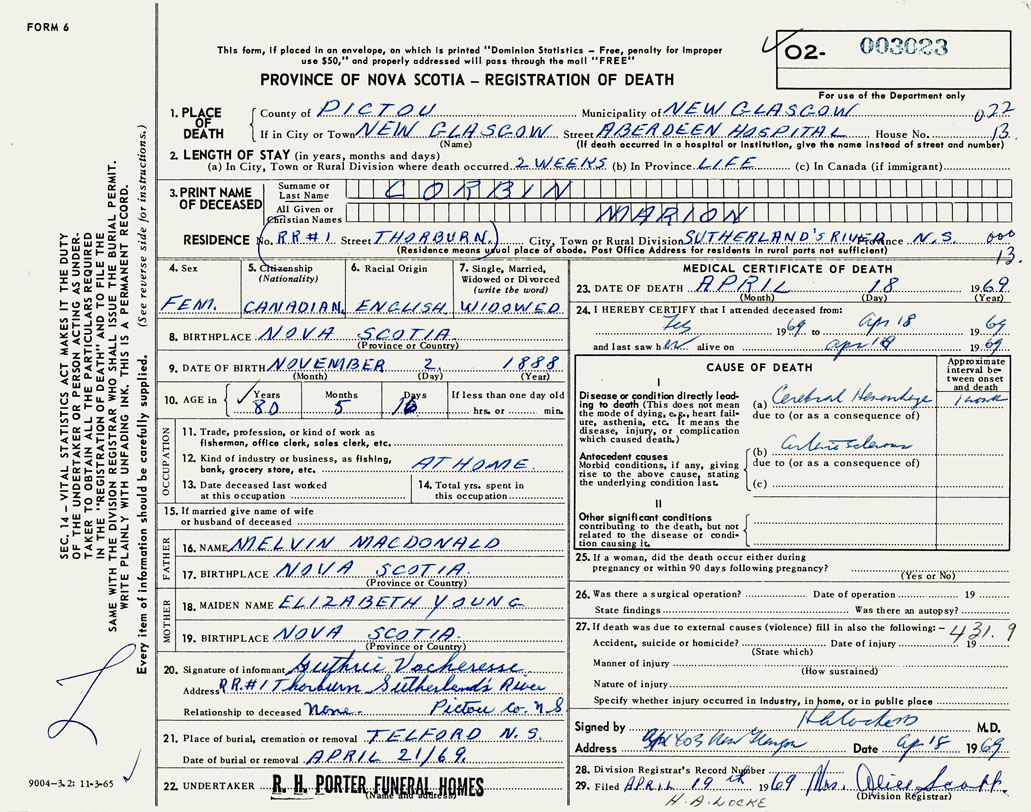 FORM 6
This form, if placed in an envelope, on which is printed "Dominion Statistics – Free, penalty for improper
use $50," and properly addressed will pass through the mail "FREE"
PROVINCE OF NOVA SCOTIA – REGISTRATION OF DEATH
O2- 003023
For use of the Department only
1. PLACE OF DEATH County of PICTOU Municipality of NEW GLASGOW 022
If in City or Town NEW GLASGOW Street ABERDEEN HOSPITAL House No. 13.
(Name) (If death occurred in a hospital or institution, give the name instead of street and number)
2. LENGTH OF STAY (in years, months and days)
(a) In City, Town or Rural Division where death occurred 2 WEEKS (b) In Province LIFE (c) In Canada (if immigrant)
3. PRINT NAME OF DECEASED Surname or Last Name CORBIN
All Given or Christian Names MARION
RESIDENCE No. RR#1 Street THORBURN City, Town or Rural Division SUTHERLAND'S RIVER N.S. 000
(Residence means usual place of abode. Post Office Address for residents in rural parts not sufficient) 13.
4. Sex 5. Citizenship (Nationality) 6. Racial Origin 7. Single, Married, Widowed or Divorced (write the word)
FEM. CANADIAN. ENGLISH. WIDOWED
8. BIRTHPLACE NOVA SCOTIA.
(Province or Country)
9. DATE OF BIRTH NOVEMBER 2. 1888
(Month) (Day) (Year)
10. AGE in Years Months Days If less than one day old
80 5 16 hrs. or min.
OCCUPATION
11. Trade, profession, or kind of work as
fisherman, office clerk, sales clerk, etc.
12. Kind of industry or business, as fishing,
bank, grocery store, etc. AT HOME.
13. Date deceased last worked
at this occupation
14. Total yrs. spent in
this occupation
15. If married give name of wife
or husband of deceased
FATHER
16. NAME MELVIN MACDONALD
17. BIRTHPLACE NOVA SCOTIA.
(Province or Country)
MOTHER
18. MAIDEN NAME ELIZABETH YOUNG
19. BIRTHPLACE NOVA SCOTIA.
(Province or Country)
20. Signature of informant Guthrie Vacheresse
Address RR.#1 Thorburn Sutherland's River
Relationship to deceased None. Pictou Co. N.S.
21. Place of burial, cremation or removal TELFORD N.S.
Date of burial or removal APRIL 21/69.
22. UNDERTAKER R. H. PORTER FUNERAL HOMES
(Name and address)
MEDICAL CERTIFICATE OF DEATH
23. DATE OF DEATH APRIL 18 1969
(Month) (Day) (Year)
24. I HEREBY CERTIFY that I attended deceased from:
1969 to Apr 18 1969
and last saw her alive on April 18 1969
CAUSE OF DEATH
Approximate interval between onset and death
I
Disease or condition directly leading to death (This does not mean the mode of dying, e.g., heart failure, asthenia, etc. It means the disease, injury, or complication which caused death.)
(a) Cerebral Hemorrhage 1 week
due to (or as a consequence of)
Antecedent causes
Morbid conditions, if any, giving rise to the above cause, stating the underlying condition last.
(b) Arteriosclerosis
due to (or as a consequence of)
(c)
II
Other significant conditions
contributing to the death, but not
related to the disease or condition causing it.
25. If a woman, did the death occur either during
pregnancy or within 90 days following pregnancy?
(Yes or No)
26. Was there a surgical operation? Date of operation 19
State findings Was there an autopsy?
27. If death was due to external causes (violence) fill in also the following: – 431.9
Accident, suicide or homicide? Date of injury 19
(State which)
Manner of injury
(How sustained)
Nature of injury
Specify whether injury occurred in industry, in home, or in public place
Signed by M.D.
Address New Glasgow Date Apr 18 1969
28. Division Registrar's Record Number
29. Filed APRIL 19th 1969 Mrs. Alice Scott.
(Division Registrar)
H. A. LOCKE
SEC. 14 – VITAL STATISTICS ACT MAKES IT THE DUTY
OF THE UNDERTAKER OR PERSON ACTING AS UNDER-
TAKER TO OBTAIN ALL THE PARTICULARS REQUIRED
IN THE "REGISTRATION OF DEATH" AND TO FILE THE
SAME WITH THE DIVISION REGISTRAR WHO SHALL ISSUE THE BURIAL PERMIT.
WRITE PLAINLY WITH UNFADING INK. THIS IS A PERMANENT RECORD.
Every item of information should be carefully supplied. (See reverse side for instructions.)
9004-3.2: 11-3-65